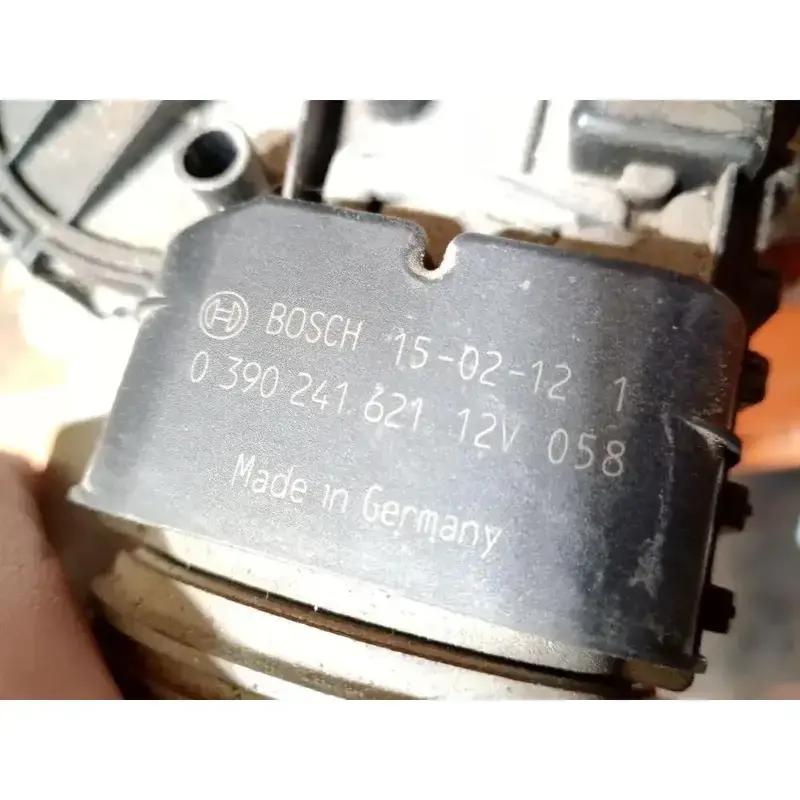 BOSCH 15-02-12 1
0 390 241 621 12V 058
Made in Germany